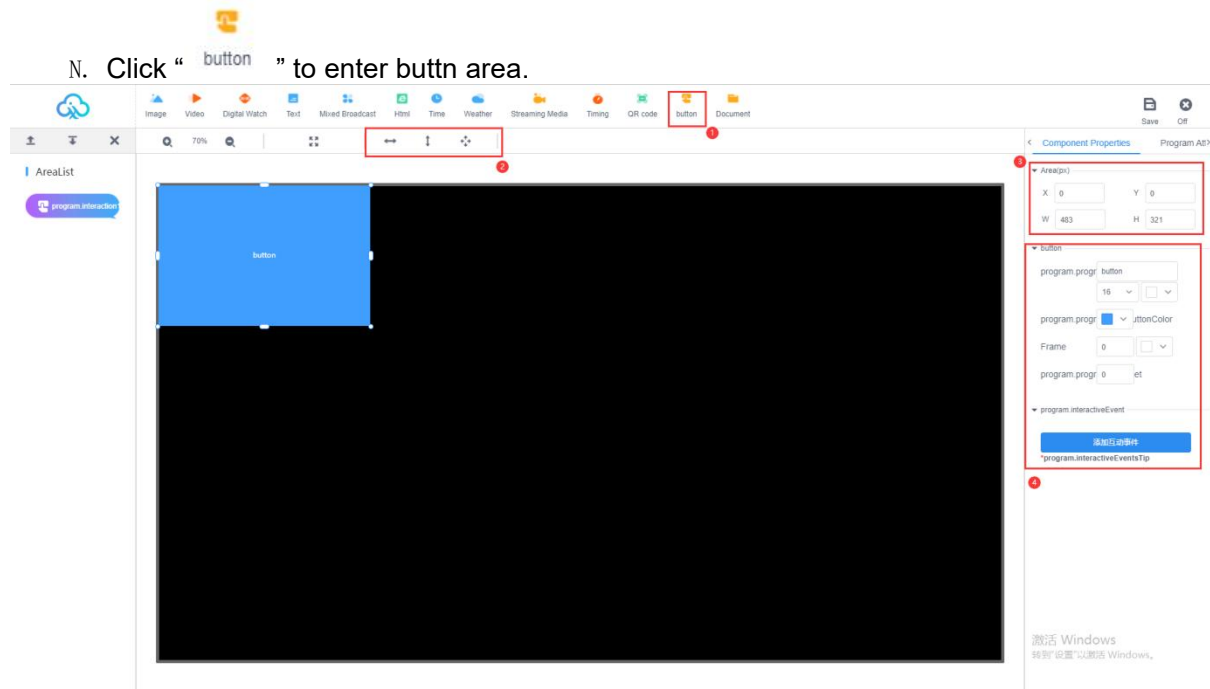 N. Click “ button ” to enter buttn area.
Image Video Digital Watch Text Mixed Broadcast Html Time Weather Streaming Media Timing QR code button Document
Save Off
1
70%
2
Component Properties Program Att
AreaList
3
Area(px)
X 0 Y 0
program.interaction
W 483 H 321
button
button
program.progr button
16
program.progr uttonColor
Frame 0
program.progr 0 et
program.interactiveEvent
添加互动事件
*program.interactiveEventsTip
4
激活 Windows
转到"设置"以激活 Windows。